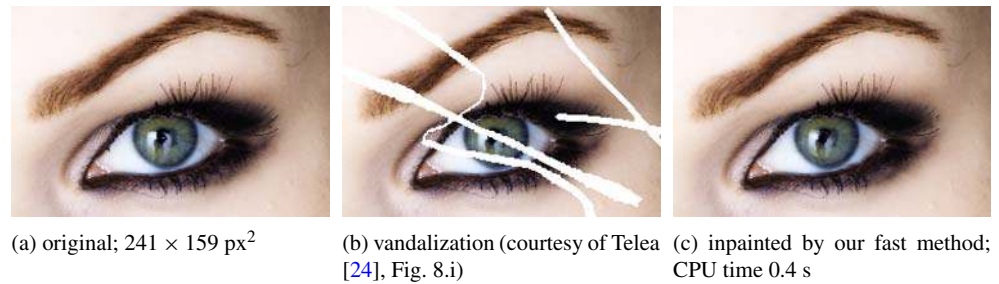 (a) original; 241 × 159 px²
(b) vandalization (courtesy of Telea
[24], Fig. 8.i)
(c) inpainted by our fast method;
CPU time 0.4 s